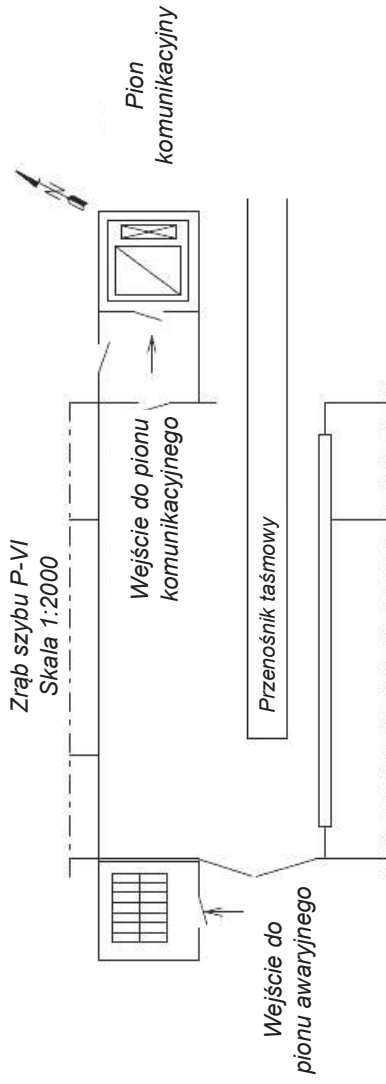 Zrąb szybu P-VI
Skala 1:2000
N
Pion
komunikacyjny
Wejście do pionu
komunikacyjnego
Przenośnik taśmowy
Wejście do
pionu awaryjnego